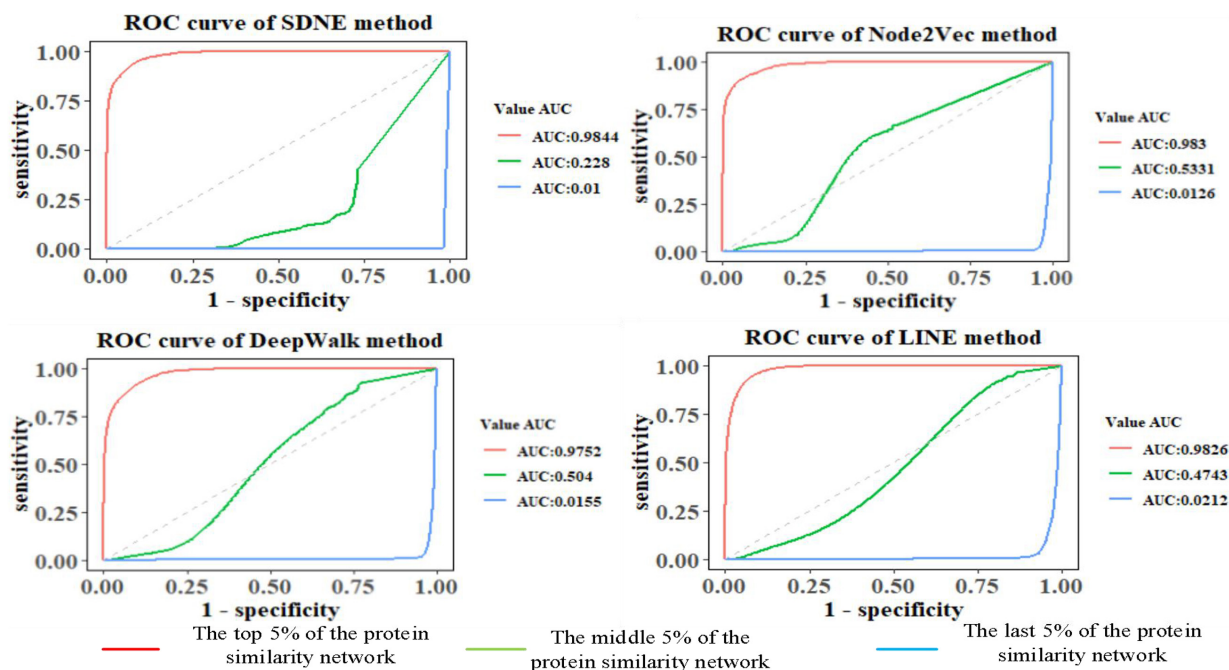 ROC curve of SDNE method
1.00
0.75
0.50
0.25
0.00
sensitivity
0.00 0.25 0.50 0.75 1.00
1 - specificity
Value AUC
AUC:0.9844
AUC:0.228
AUC:0.01
ROC curve of Node2Vec method
1.00
0.75
0.50
0.25
0.00
sensitivity
0.00 0.25 0.50 0.75 1.00
1 - specificity
Value AUC
AUC:0.983
AUC:0.5331
AUC:0.0126
ROC curve of DeepWalk method
1.00
0.75
0.50
0.25
0.00
sensitivity
0.00 0.25 0.50 0.75 1.00
1 - specificity
Value AUC
AUC:0.9752
AUC:0.504
AUC:0.0155
ROC curve of LINE method
1.00
0.75
0.50
0.25
0.00
sensitivity
0.00 0.25 0.50 0.75 1.00
1 - specificity
Value AUC
AUC:0.9826
AUC:0.4743
AUC:0.0212
The top 5% of the protein
similarity network
The middle 5% of the
protein similarity network
The last 5% of the protein
similarity network